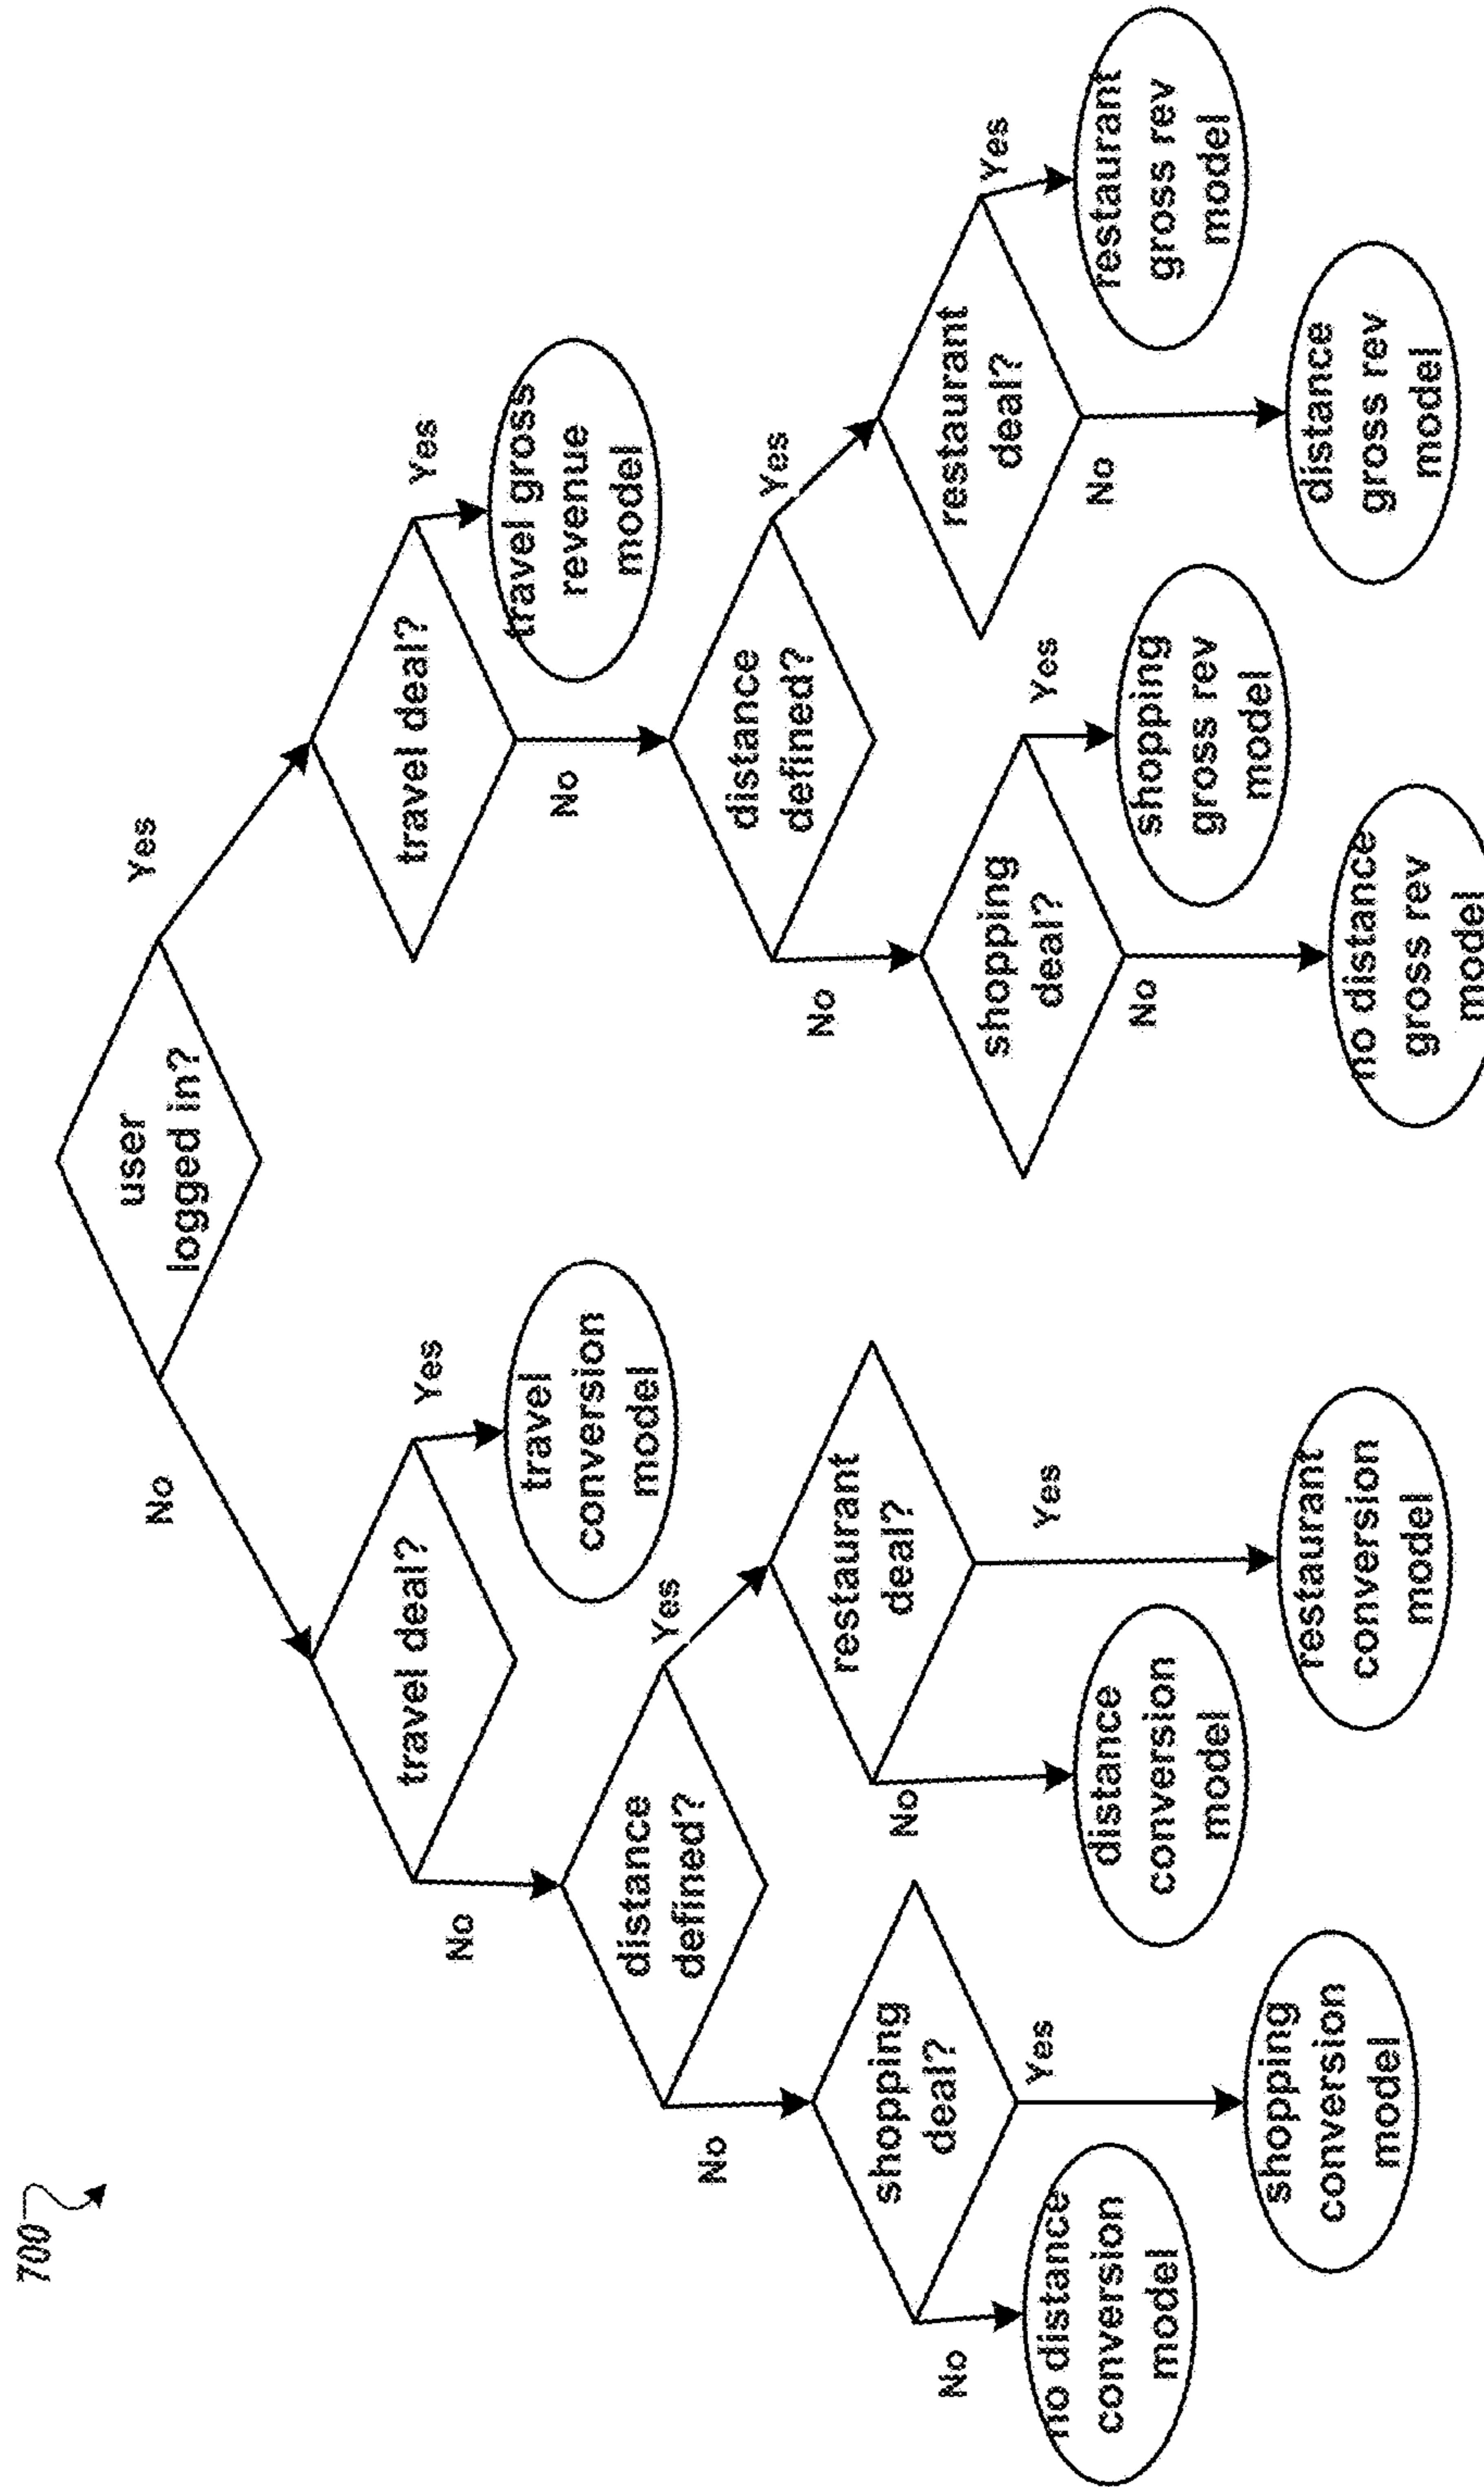 700
user
logged in?
No
Yes
travel deal?
travel deal?
Yes
Yes
travel
conversion
model
travel gross
revenue
model
No
No
distance
defined?
distance
defined?
No
Yes
No
Yes
shopping
deal?
restaurant
deal?
shopping
deal?
restaurant
deal?
No
Yes
No
Yes
No
Yes
No
Yes
no distance
conversion
model
shopping
conversion
model
distance
conversion
model
restaurant
conversion
model
no distance
gross rev
model
shopping
gross rev
model
distance
gross rev
model
restaurant
gross rev
model